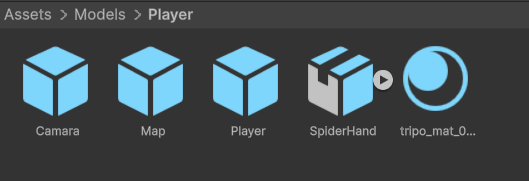 Assets > Models > Player
Camara
Map
Player
SpiderHand
tripo_mat_0...